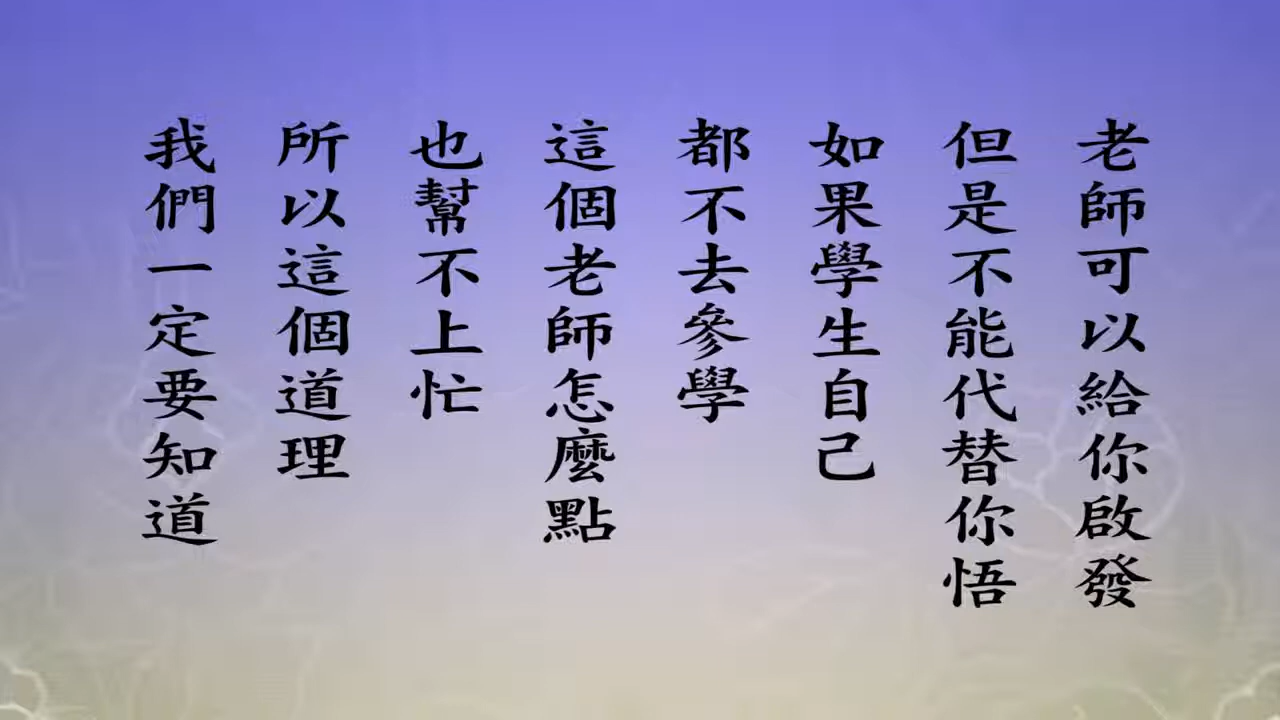 老師可以給你啟發
但是不能代替你悟
如果學生自己
都不去參學
這個老師怎麼點
也幫不上忙
所以這個道理
我們一定要知道